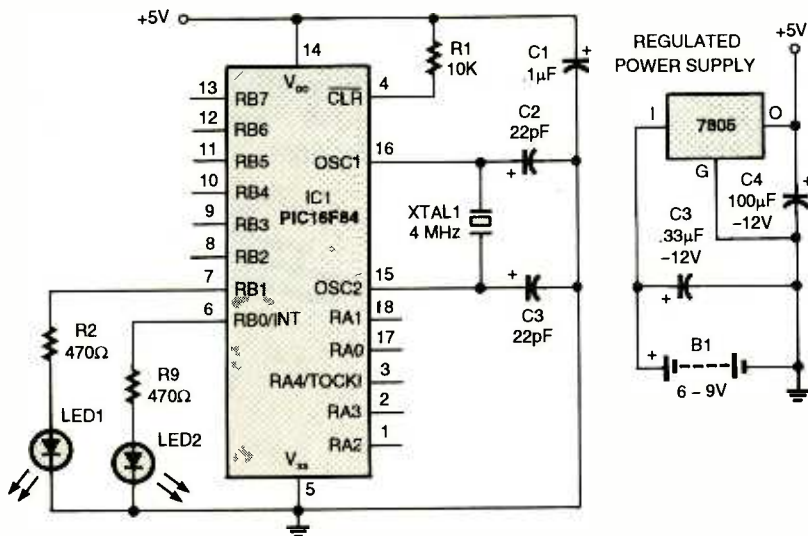 +5V
14
V_DD
R1
10K
C1
.1µF
+
13
RB7
4
CLR
12
RB6
C2
22pF
+
11
RB5
OSC1
16
10
RB4
IC1
PIC16F84
9
RB3
XTAL1
4 MHz
8
RB2
7
RB1
OSC2
15
+
C3
22pF
6
RB0/INT
RA1
18
RA0
17
RA4/TOCKI
3
RA3
2
RA2
1
R2
470Ω
R9
470Ω
LED1
LED2
V_SS
5
REGULATED
POWER SUPPLY
+5V
I
7805
O
G
C4
100µF
–12V
+
C3
.33µF
–12V
+
B1
+
6 – 9V